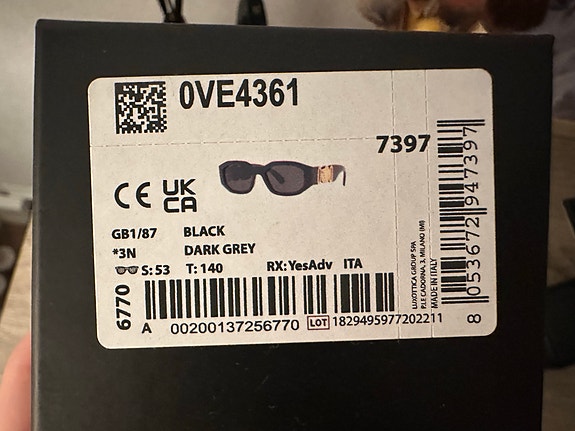 0VE4361
7397
CE UK CA
GB1/87 BLACK
*3N DARK GREY
S: 53 T: 140 RX:YesAdv ITA
6770
A 00200137256770 LOT 1829495977202211
LUXOTTICA GROUP SPA
P.LE CADORNA, 3, MILANO (MI)
MADE IN ITALY
8 053672 947397